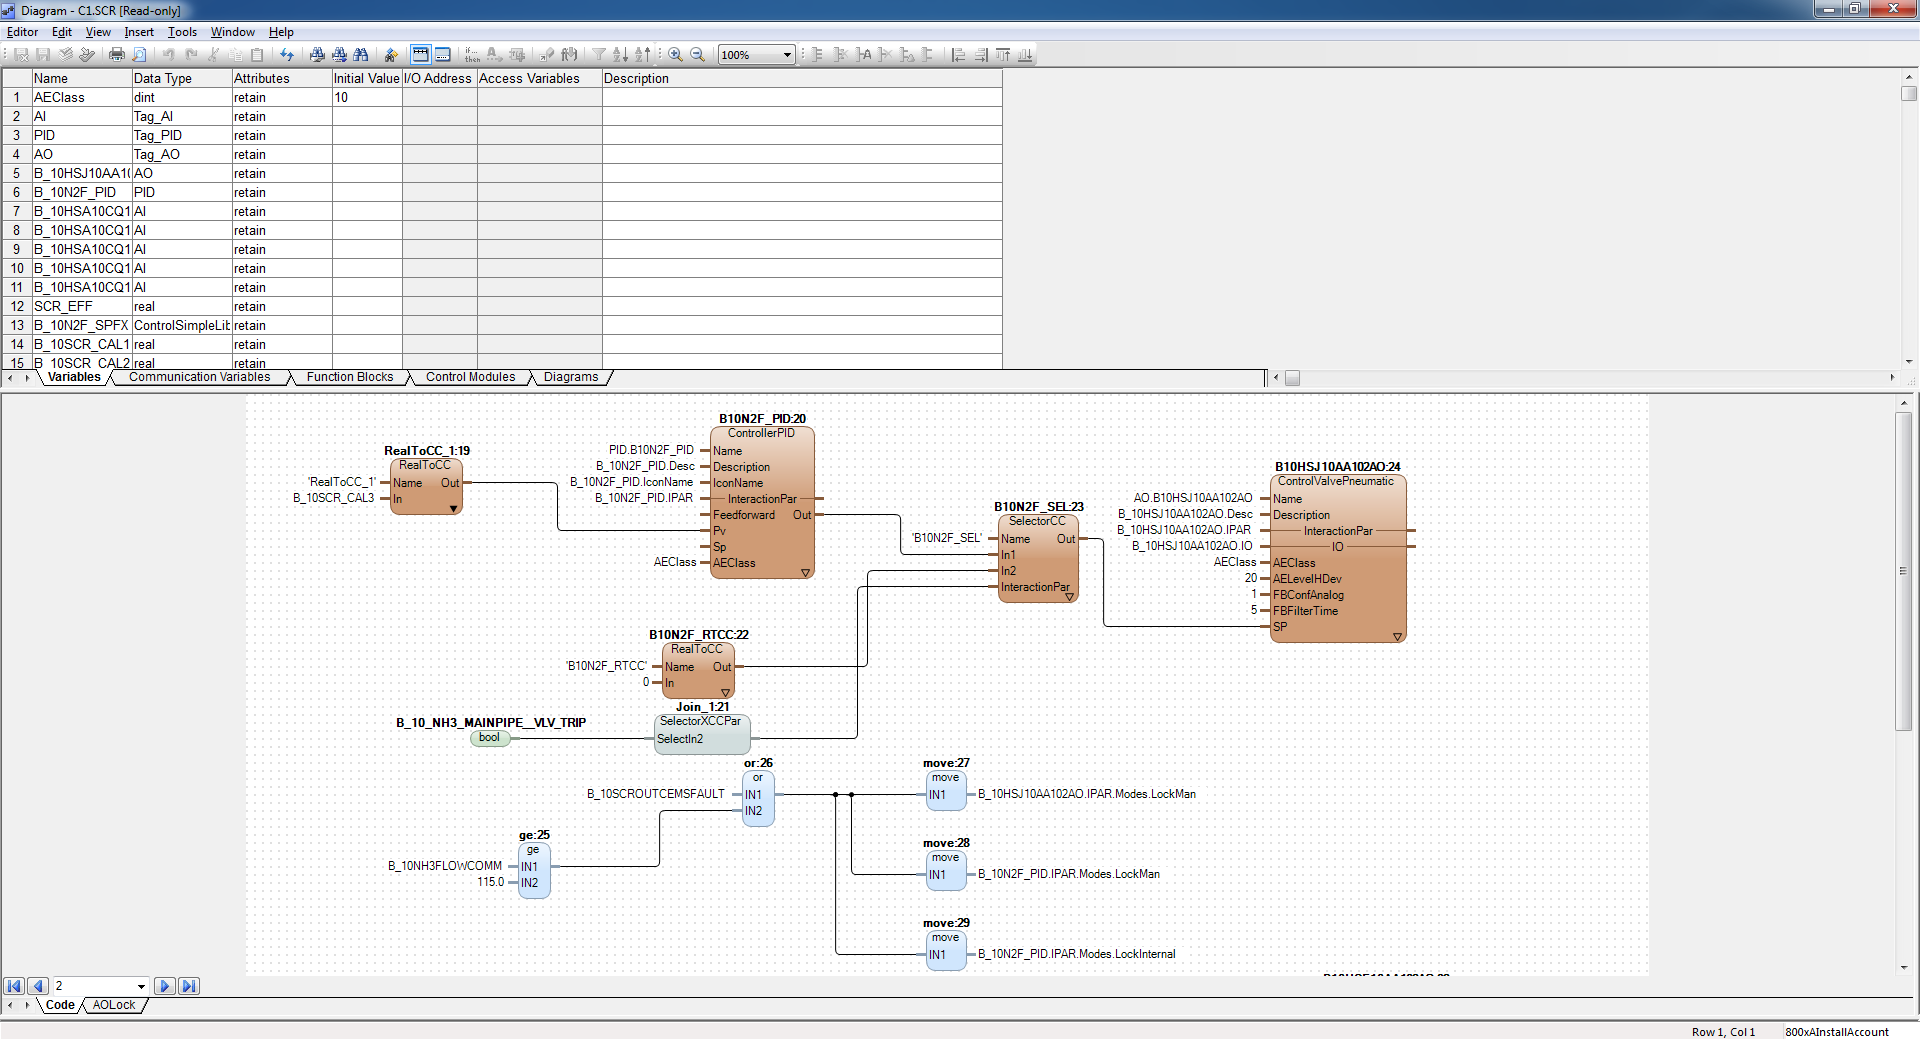 Diagram - C1.SCR [Read-only]
Editor Edit View Insert Tools Window Help
100%
Name Data Type Attributes Initial Value I/O Address Access Variables Description
1 AEClass dint retain 10
2 AI Tag_AI retain
3 PID Tag_PID retain
4 AO Tag_AO retain
5 B_10HSJ10AA1( AO retain
6 B_10N2F_PID PID retain
7 B_10HSA10CQ1 AI retain
8 B_10HSA10CQ1 AI retain
9 B_10HSA10CQ1 AI retain
10 B_10HSA10CQ1 AI retain
11 B_10HSA10CQ1 AI retain
12 SCR_EFF real retain
13 B_10N2F_SPFX ControlSimpleLib retain
14 B_10SCR_CAL1 real retain
15 B_10SCR_CAL2 real retain
Variables Communication Variables Function Blocks Control Modules Diagrams
RealToCC_1:19
RealToCC
'RealToCC_1' Name Out
B_10SCR_CAL3 In
B10N2F_PID:20
ControllerPID
PID.B10N2F_PID Name
B_10N2F_PID.Desc Description
B_10N2F_PID.IconName IconName
B_10N2F_PID.IPAR InteractionPar
Feedforward Out
Pv
Sp
AEClass AEClass
B10N2F_SEL:23
SelectorCC
'B10N2F_SEL' Name Out
In1
In2
InteractionPar
B10HSJ10AA102AO:24
ControlValvePneumatic
AO.B10HSJ10AA102AO Name
B_10HSJ10AA102AO.Desc Description
B_10HSJ10AA102AO.IPAR InteractionPar
B_10HSJ10AA102AO.IO IO
AEClass AEClass
20 AELevelHDev
1 FBConfAnalog
5 FBFilterTime
SP
B10N2F_RTCC:22
RealToCC
'B10N2F_RTCC' Name Out
0 In
Join_1:21
B_10_NH3_MAINPIPE__VLV_TRIP SelectorXCCPar
bool SelectIn2
or:26
or
B_10SCROUTCEMSFAULT IN1
IN2
ge:25
ge
B_10NH3FLOWCOMM IN1
115.0 IN2
move:27
move
IN1 B_10HSJ10AA102AO.IPAR.Modes.LockMan
move:28
move
IN1 B_10N2F_PID.IPAR.Modes.LockMan
move:29
move
IN1 B_10N2F_PID.IPAR.Modes.LockInternal
2
Code AOLock
Row 1, Col 1 800xAInstallAccount